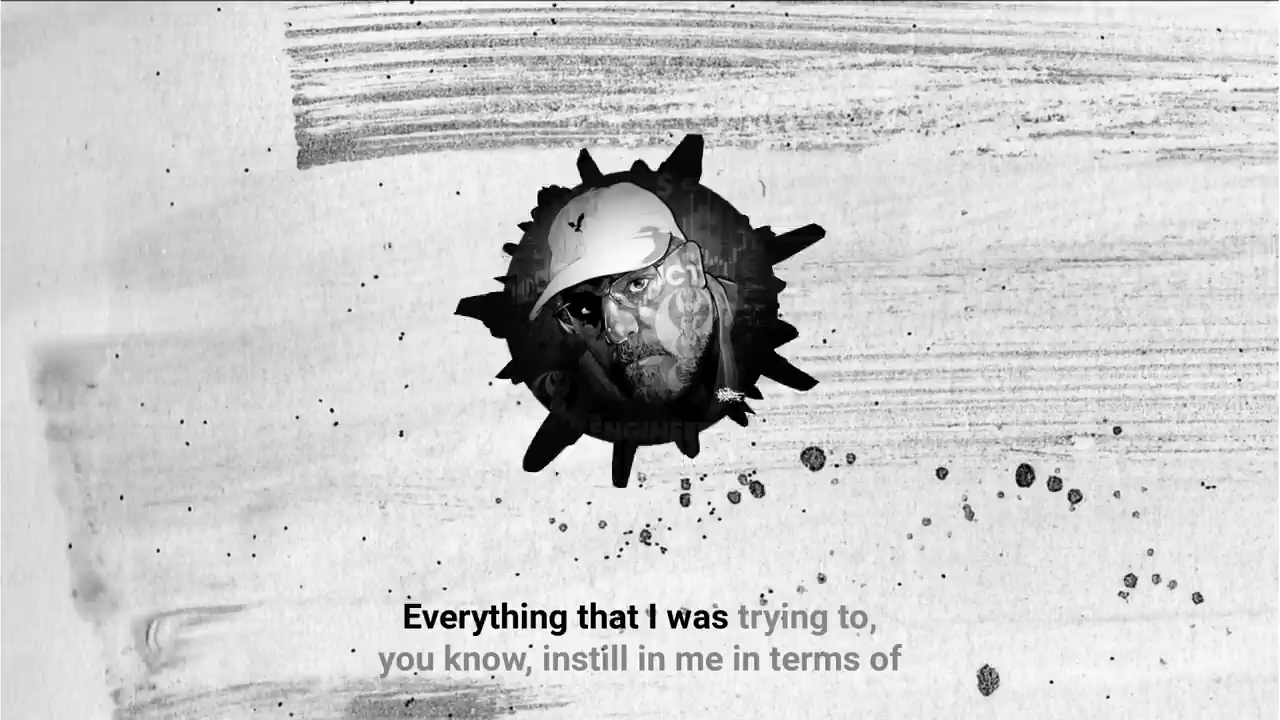 Everything that I was trying to,
you know, instill in me in terms of